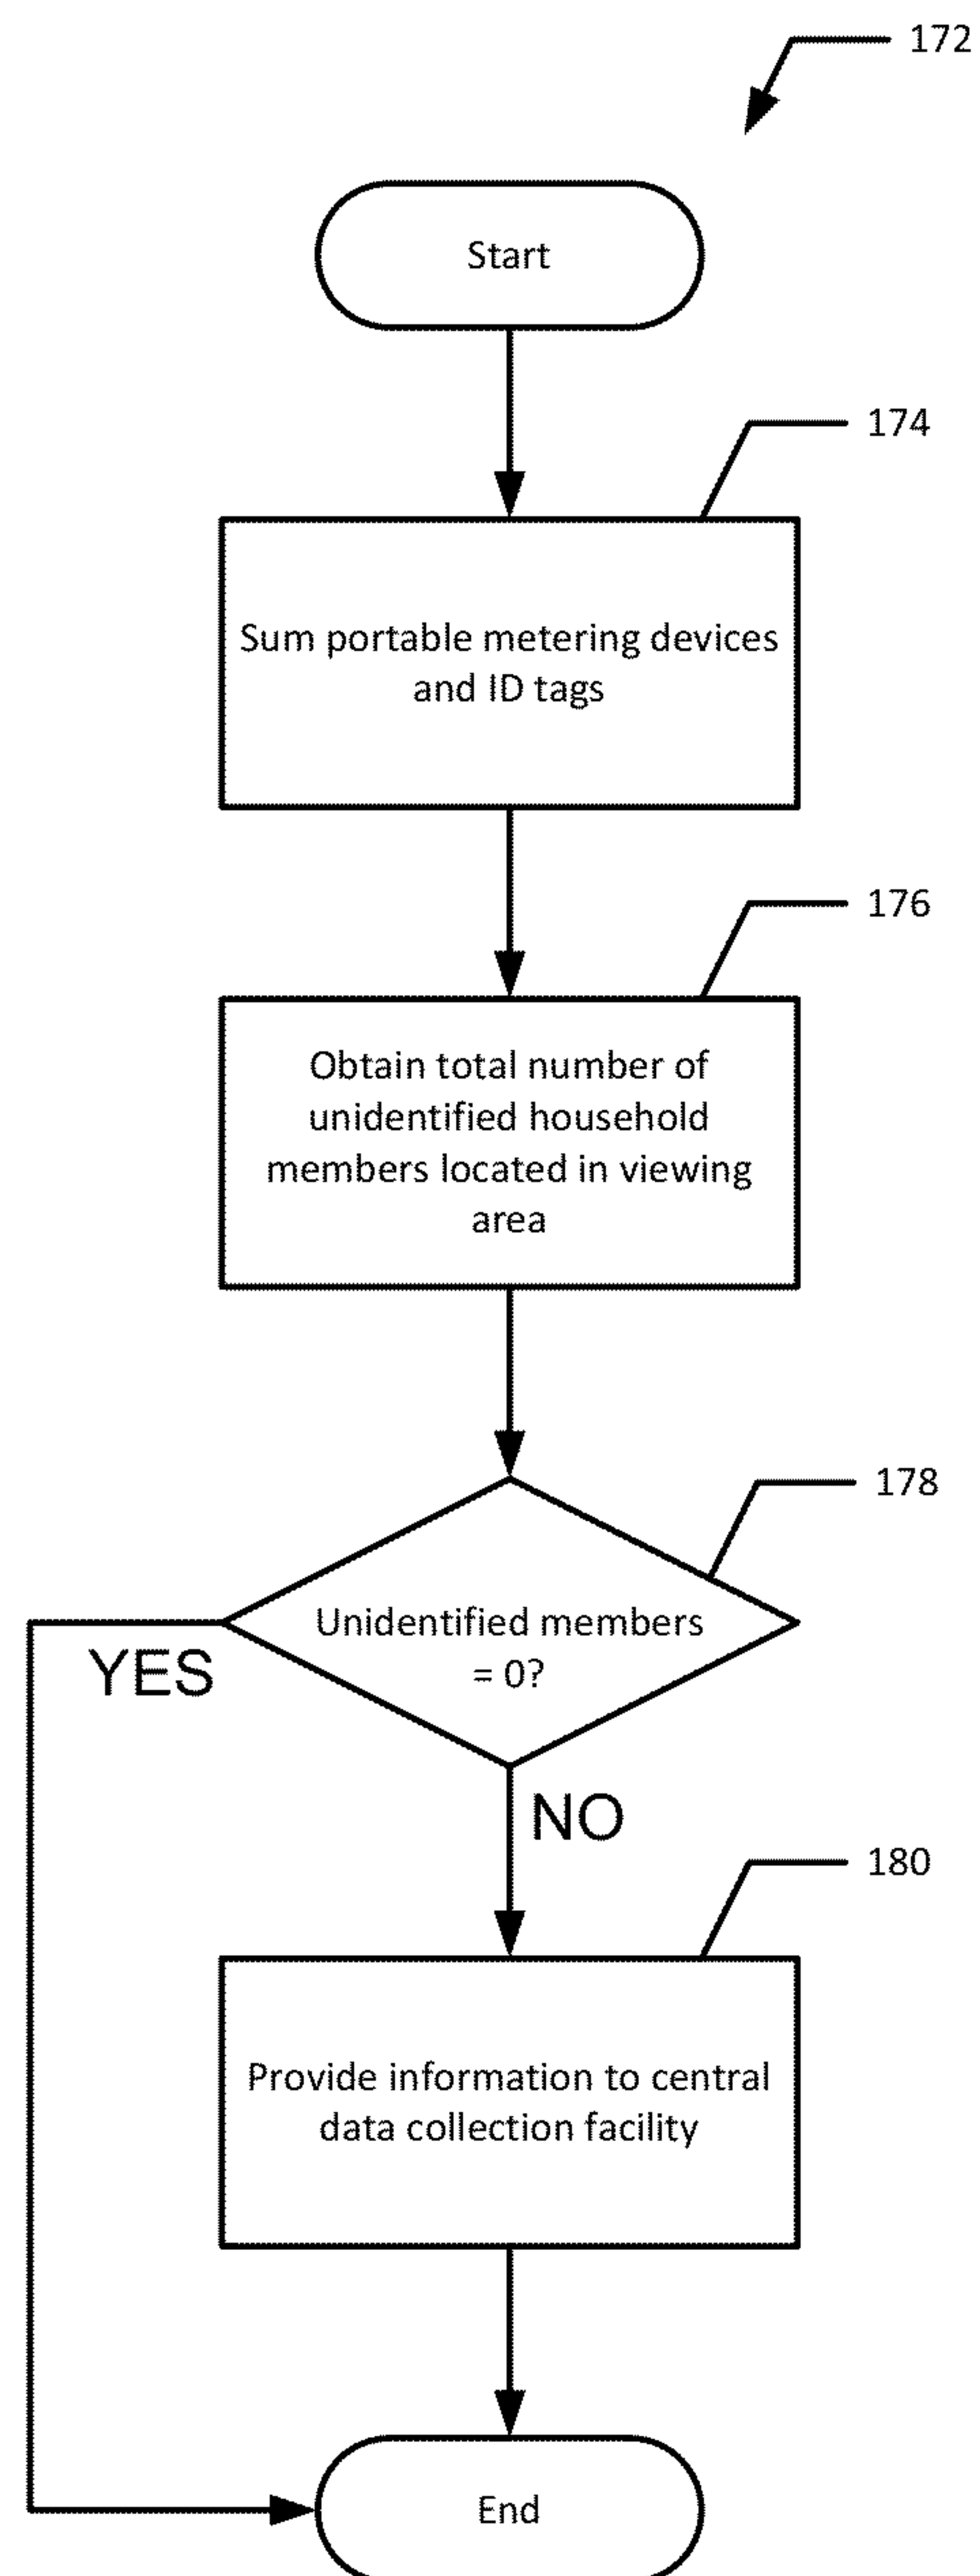 172
Start
174
Sum portable metering devices
and ID tags
176
Obtain total number of
unidentified household
members located in viewing
area
178
Unidentified members
= 0?
YES
NO
180
Provide information to central
data collection facility
End